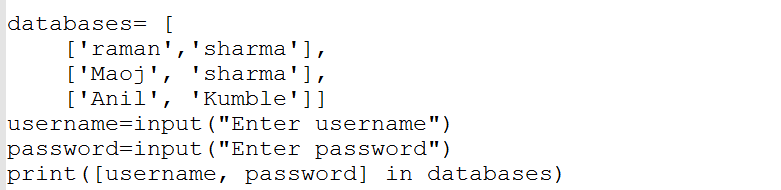 databases= [
    ['raman','sharma'],
    ['Maoj', 'sharma'],
    ['Anil', 'Kumble']]
username=input("Enter username")
password=input("Enter password")
print([username, password] in databases)